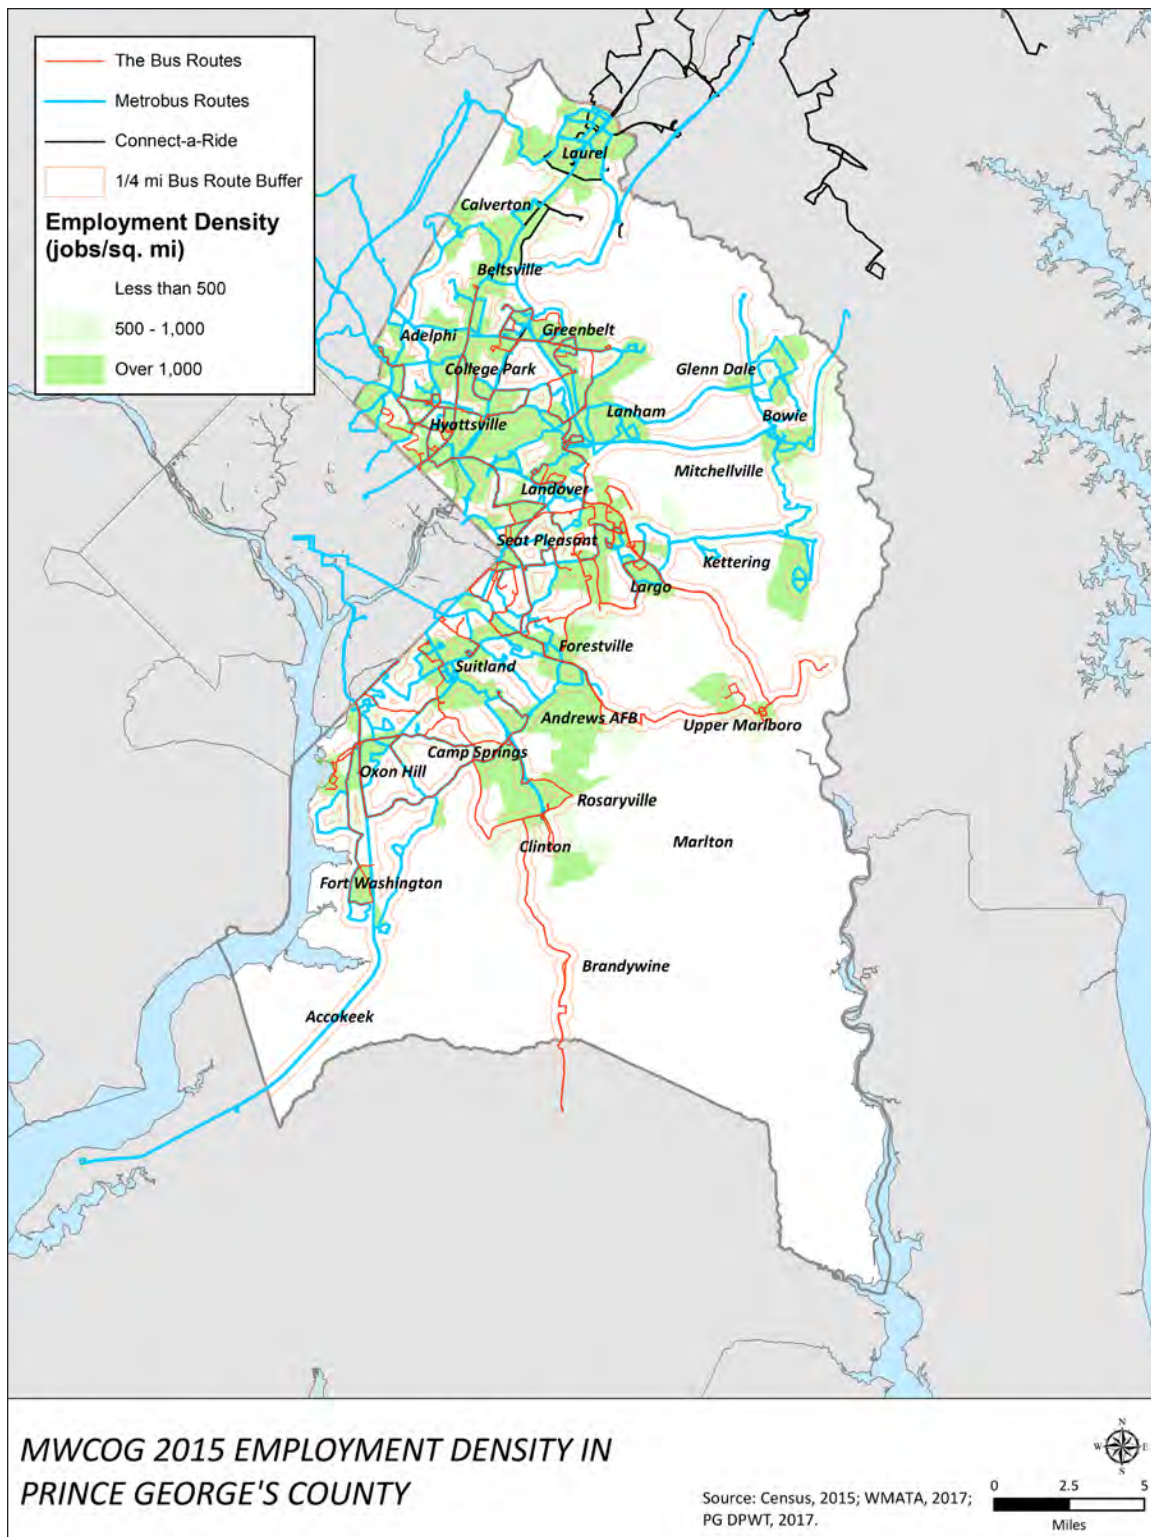 The Bus Routes
Metrobus Routes
Connect-a-Ride
1/4 mi Bus Route Buffer
Employment Density
(jobs/sq. mi)
Less than 500
500 - 1,000
Over 1,000
Laurel
Calverton
Beltsville
Adelphi
Greenbelt
College Park
Glenn Dale
Lanham
Bowie
Hyattsville
Mitchellville
Landover
Seat Pleasant
Kettering
Largo
Forestville
Suitland
Andrews AFB
Upper Marlboro
Camp Springs
Oxon Hill
Rosaryville
Clinton
Marlton
Fort Washington
Brandywine
Accokeek
MWCOG 2015 EMPLOYMENT DENSITY IN
PRINCE GEORGE'S COUNTY
Source: Census, 2015; WMATA, 2017;
PG DPWT, 2017.
N
W E
S
0 2.5 5
Miles